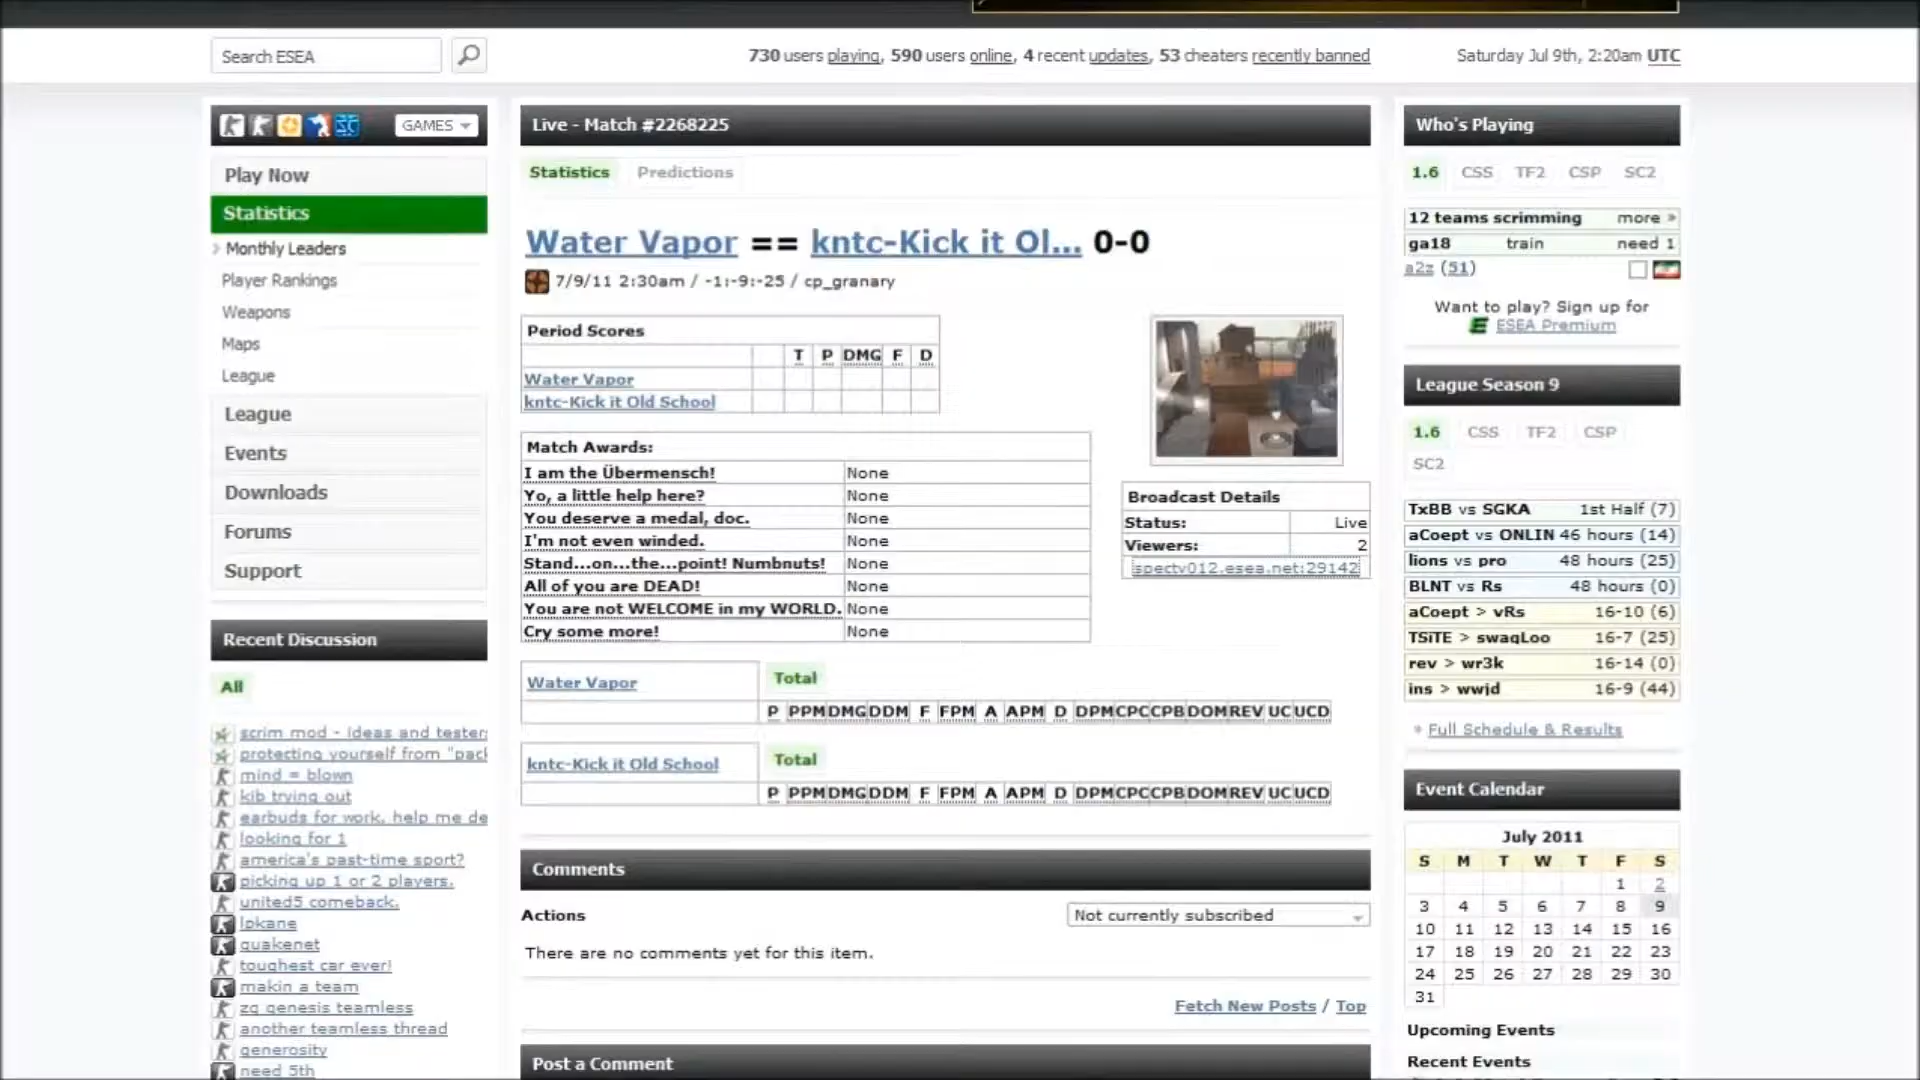 Search ESEA
730 users playing, 590 users online, 4 recent updates, 53 cheaters recently banned
Saturday Jul 9th, 2:20am UTC
GAMES
Play Now
Statistics
Monthly Leaders
Player Rankings
Weapons
Maps
League
League
Events
Downloads
Forums
Support
Recent Discussion
All
scrim mod - ideas and tester
protecting yourself from "pac
mind = blown
kib trying out
earbuds for work. help me de
looking for 1
america's past-time sport?
picking up 1 or 2 players.
united5 comeback.
lpkane
quakenet
toughest car ever!
makin a team
zg genesis teamless
another teamless thread
generosity
need 5th
Live - Match #2268225
Statistics Predictions
Water Vapor == kntc-Kick it Ol... 0-0
7/9/11 2:30am / -1:-9:-25 / cp_granary
Period Scores
T P DMG F D
Water Vapor
kntc-Kick it Old School
Match Awards:
I am the Übermensch! None
Yo, a little help here? None
You deserve a medal, doc. None
I'm not even winded. None
Stand...on...the...point! Numbnuts! None
All of you are DEAD! None
You are not WELCOME in my WORLD. None
Cry some more! None
Broadcast Details
Status: Live
Viewers: 2
spectv012.esea.net:29142
Water Vapor Total
P PPM DMG DDM F FPM A APM D DPM CPC CPB DOM REV UC UCD
kntc-Kick it Old School Total
P PPM DMG DDM F FPM A APM D DPM CPC CPB DOM REV UC UCD
Comments
Actions Not currently subscribed
There are no comments yet for this item.
Fetch New Posts / Top
Post a Comment
Who's Playing
1.6 CSS TF2 CSP SC2
12 teams scrimming more »
ga18 train need 1
a2z (51)
Want to play? Sign up for
ESEA Premium
League Season 9
1.6 CSS TF2 CSP
SC2
TxBB vs SGKA 1st Half (7)
aCoept vs ONLIN 46 hours (14)
lions vs pro 48 hours (25)
BLNT vs Rs 48 hours (0)
aCoept > vRs 16-10 (6)
TSiTE > swaqLoo 16-7 (25)
rev > wr3k 16-14 (0)
ins > wwjd 16-9 (44)
Full Schedule & Results
Event Calendar
July 2011
S M T W T F S
1 2
3 4 5 6 7 8 9
10 11 12 13 14 15 16
17 18 19 20 21 22 23
24 25 26 27 28 29 30
31
Upcoming Events
Recent Events